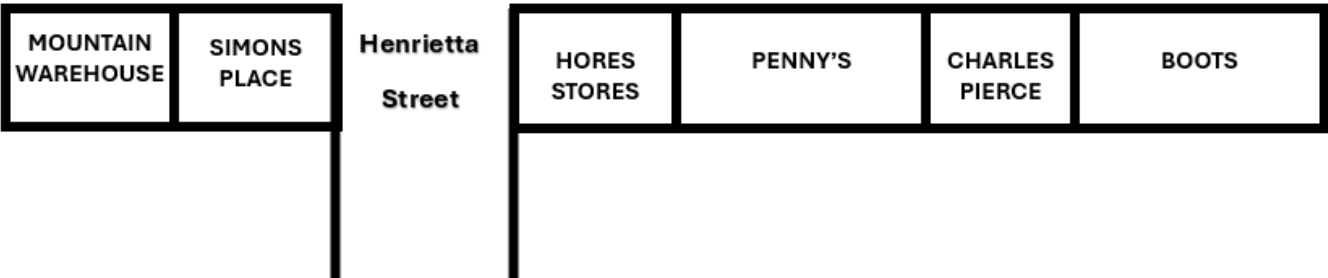 MOUNTAIN
WAREHOUSE
SIMONS
PLACE
Henrietta
Street
HORES
STORES
PENNY’S
CHARLES
PIERCE
BOOTS